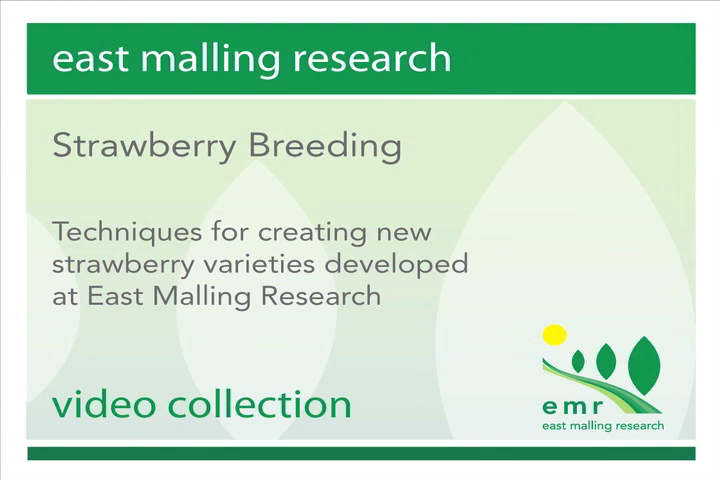 east malling research
Strawberry Breeding
Techniques for creating new
strawberry varieties developed
at East Malling Research
video collection
emr
east malling research